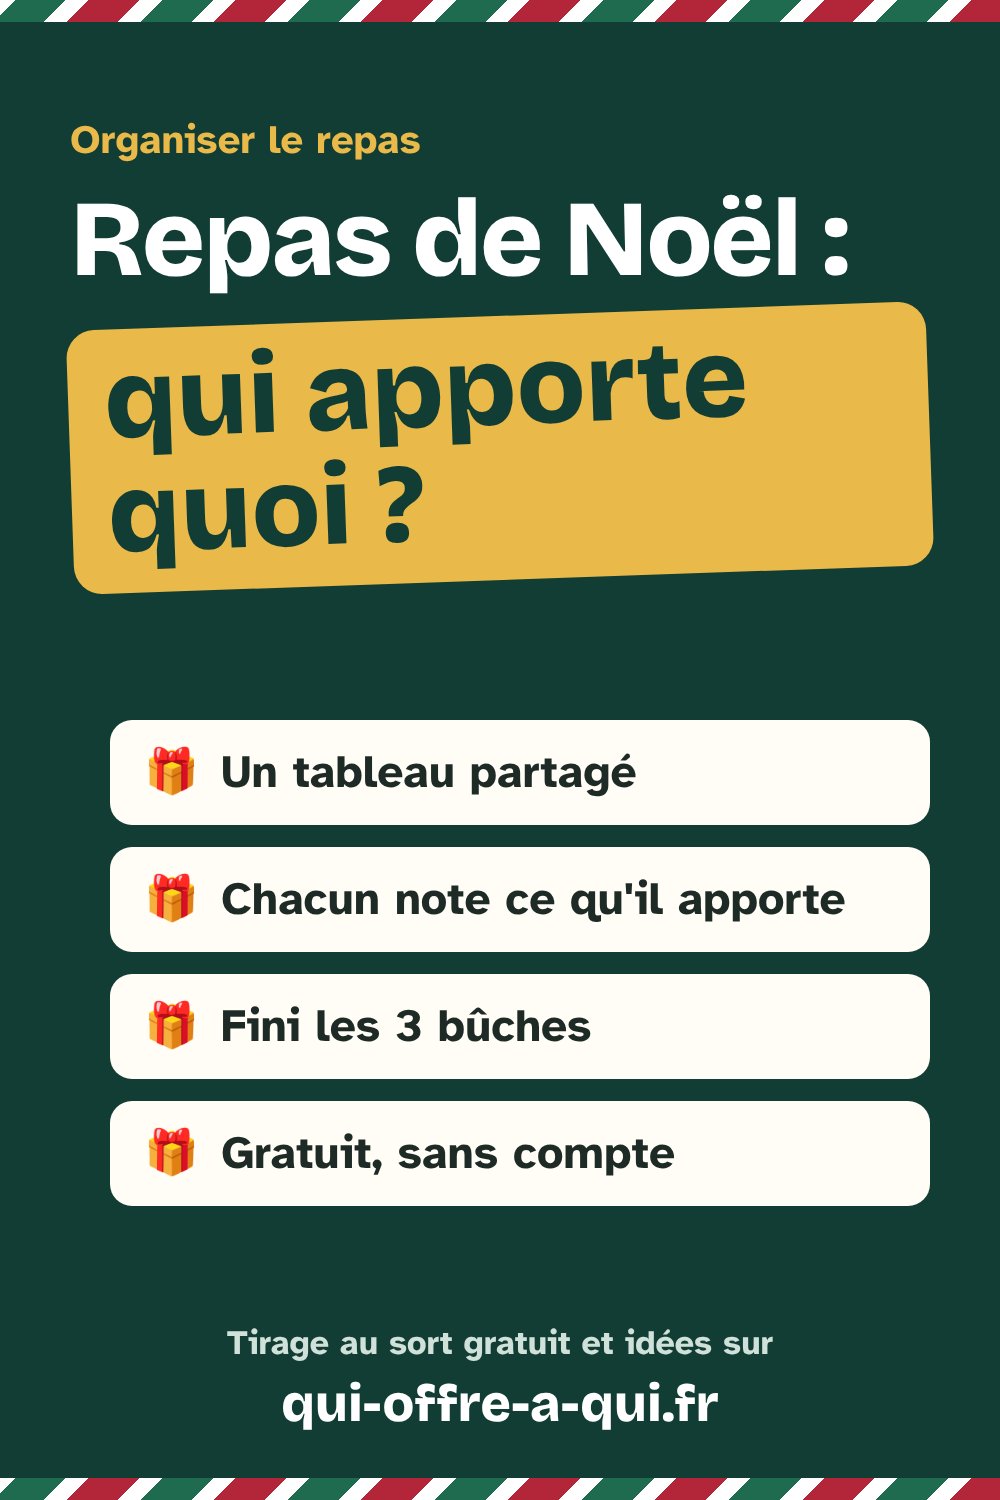 Organiser le repas
Repas de Noël :
qui apporte
quoi ?
Un tableau partagé
Chacun note ce qu'il apporte
Fini les 3 bûches
Gratuit, sans compte
Tirage au sort gratuit et idées sur
qui-offre-a-qui.fr